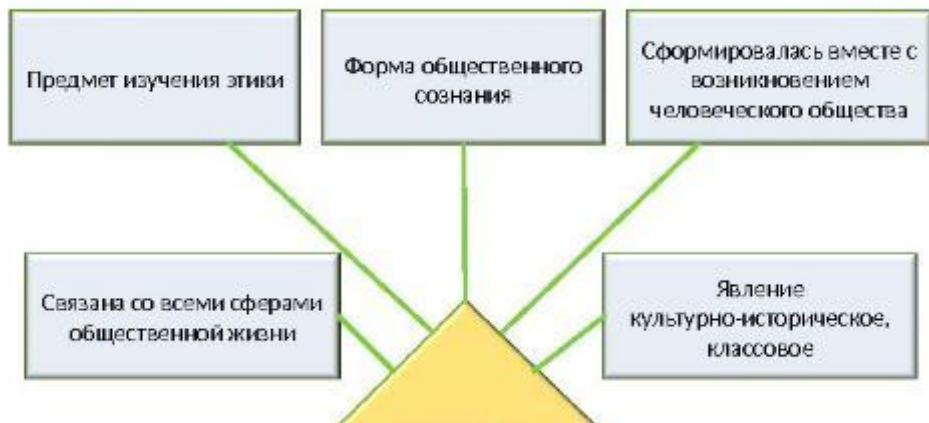 Предмет изучения этики
Форма общественного
сознания
Сформировалась вместе с
возникновением
человеческого общества
Связана со всеми сферами
общественной жизни
Явление
культурно-историческое,
классовое